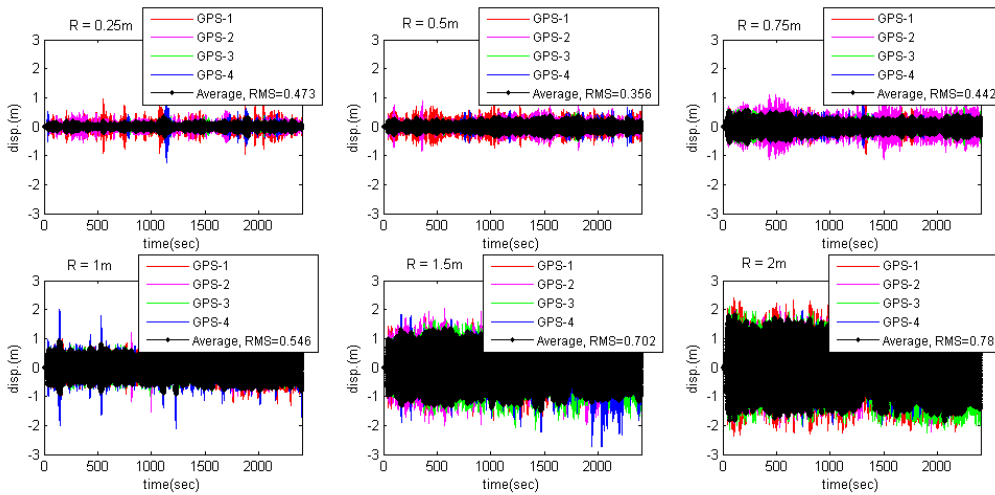 R = 0.25m
GPS-1
GPS-2
GPS-3
GPS-4
Average, RMS=0.473
3
2
1
0
-1
-2
-3
disp.(m)
0
500
1000
1500
2000
time(sec)
R = 0.5m
GPS-1
GPS-2
GPS-3
GPS-4
Average, RMS=0.356
3
2
1
0
-1
-2
-3
disp.(m)
0
500
1000
1500
2000
time(sec)
R = 0.75m
GPS-1
GPS-2
GPS-3
GPS-4
Average, RMS=0.442
3
2
1
0
-1
-2
-3
disp.(m)
0
500
1000
1500
2000
time(sec)
R = 1m
GPS-1
GPS-2
GPS-3
GPS-4
Average, RMS=0.546
3
2
1
0
-1
-2
-3
disp.(m)
0
500
1000
1500
2000
time(sec)
R = 1.5m
GPS-1
GPS-2
GPS-3
GPS-4
Average, RMS=0.702
3
2
1
0
-1
-2
-3
disp.(m)
0
500
1000
1500
2000
time(sec)
R = 2m
GPS-1
GPS-2
GPS-3
GPS-4
Average, RMS=0.78
3
2
1
0
-1
-2
-3
disp.(m)
0
500
1000
1500
2000
time(sec)